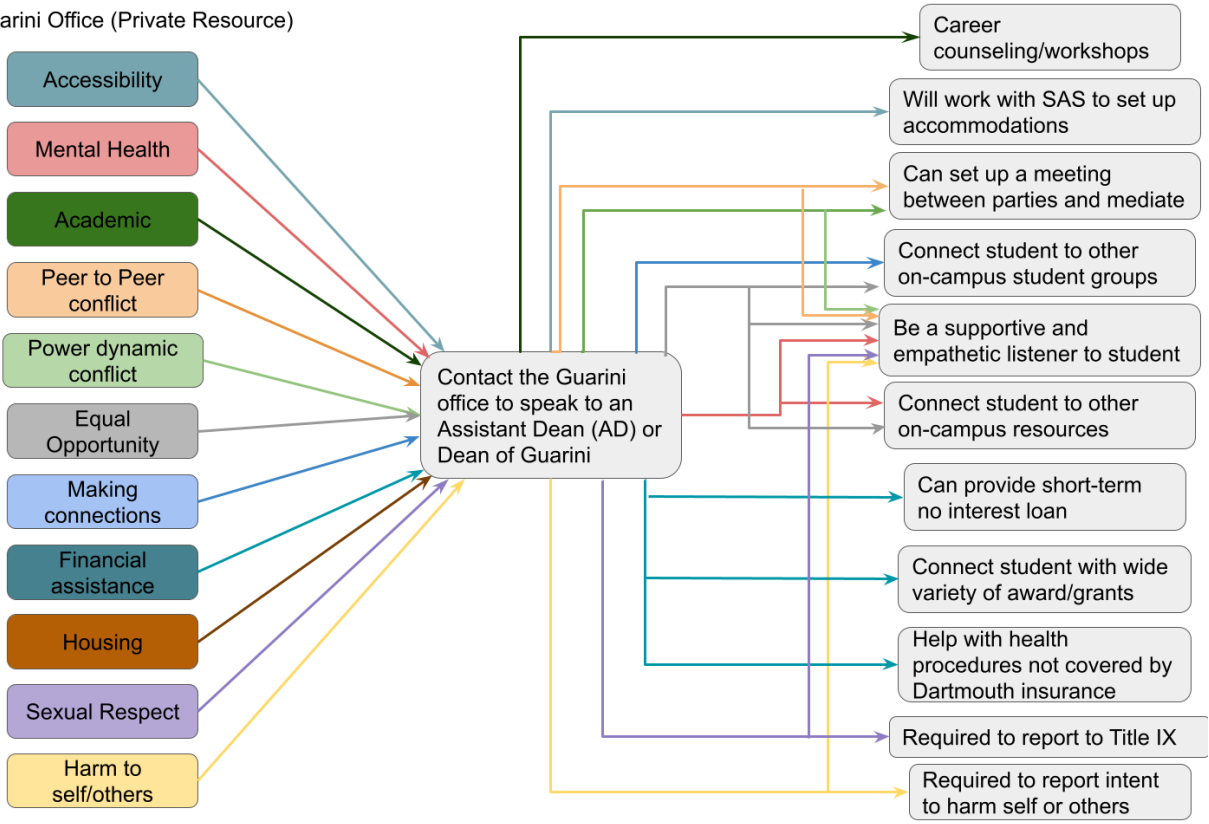 arini Office (Private Resource)
Accessibility
Mental Health
Academic
Peer to Peer
conflict
Power dynamic
conflict
Equal
Opportunity
Making
connections
Financial
assistance
Housing
Sexual Respect
Harm to
self/others
Contact the Guarini
office to speak to an
Assistant Dean (AD) or
Dean of Guarini
Career
counseling/workshops
Will work with SAS to set up
accommodations
Can set up a meeting
between parties and mediate
Connect student to other
on-campus student groups
Be a supportive and
empathetic listener to student
Connect student to other
on-campus resources
Can provide short-term
no interest loan
Connect student with wide
variety of award/grants
Help with health
procedures not covered by
Dartmouth insurance
Required to report to Title IX
Required to report intent
to harm self or others